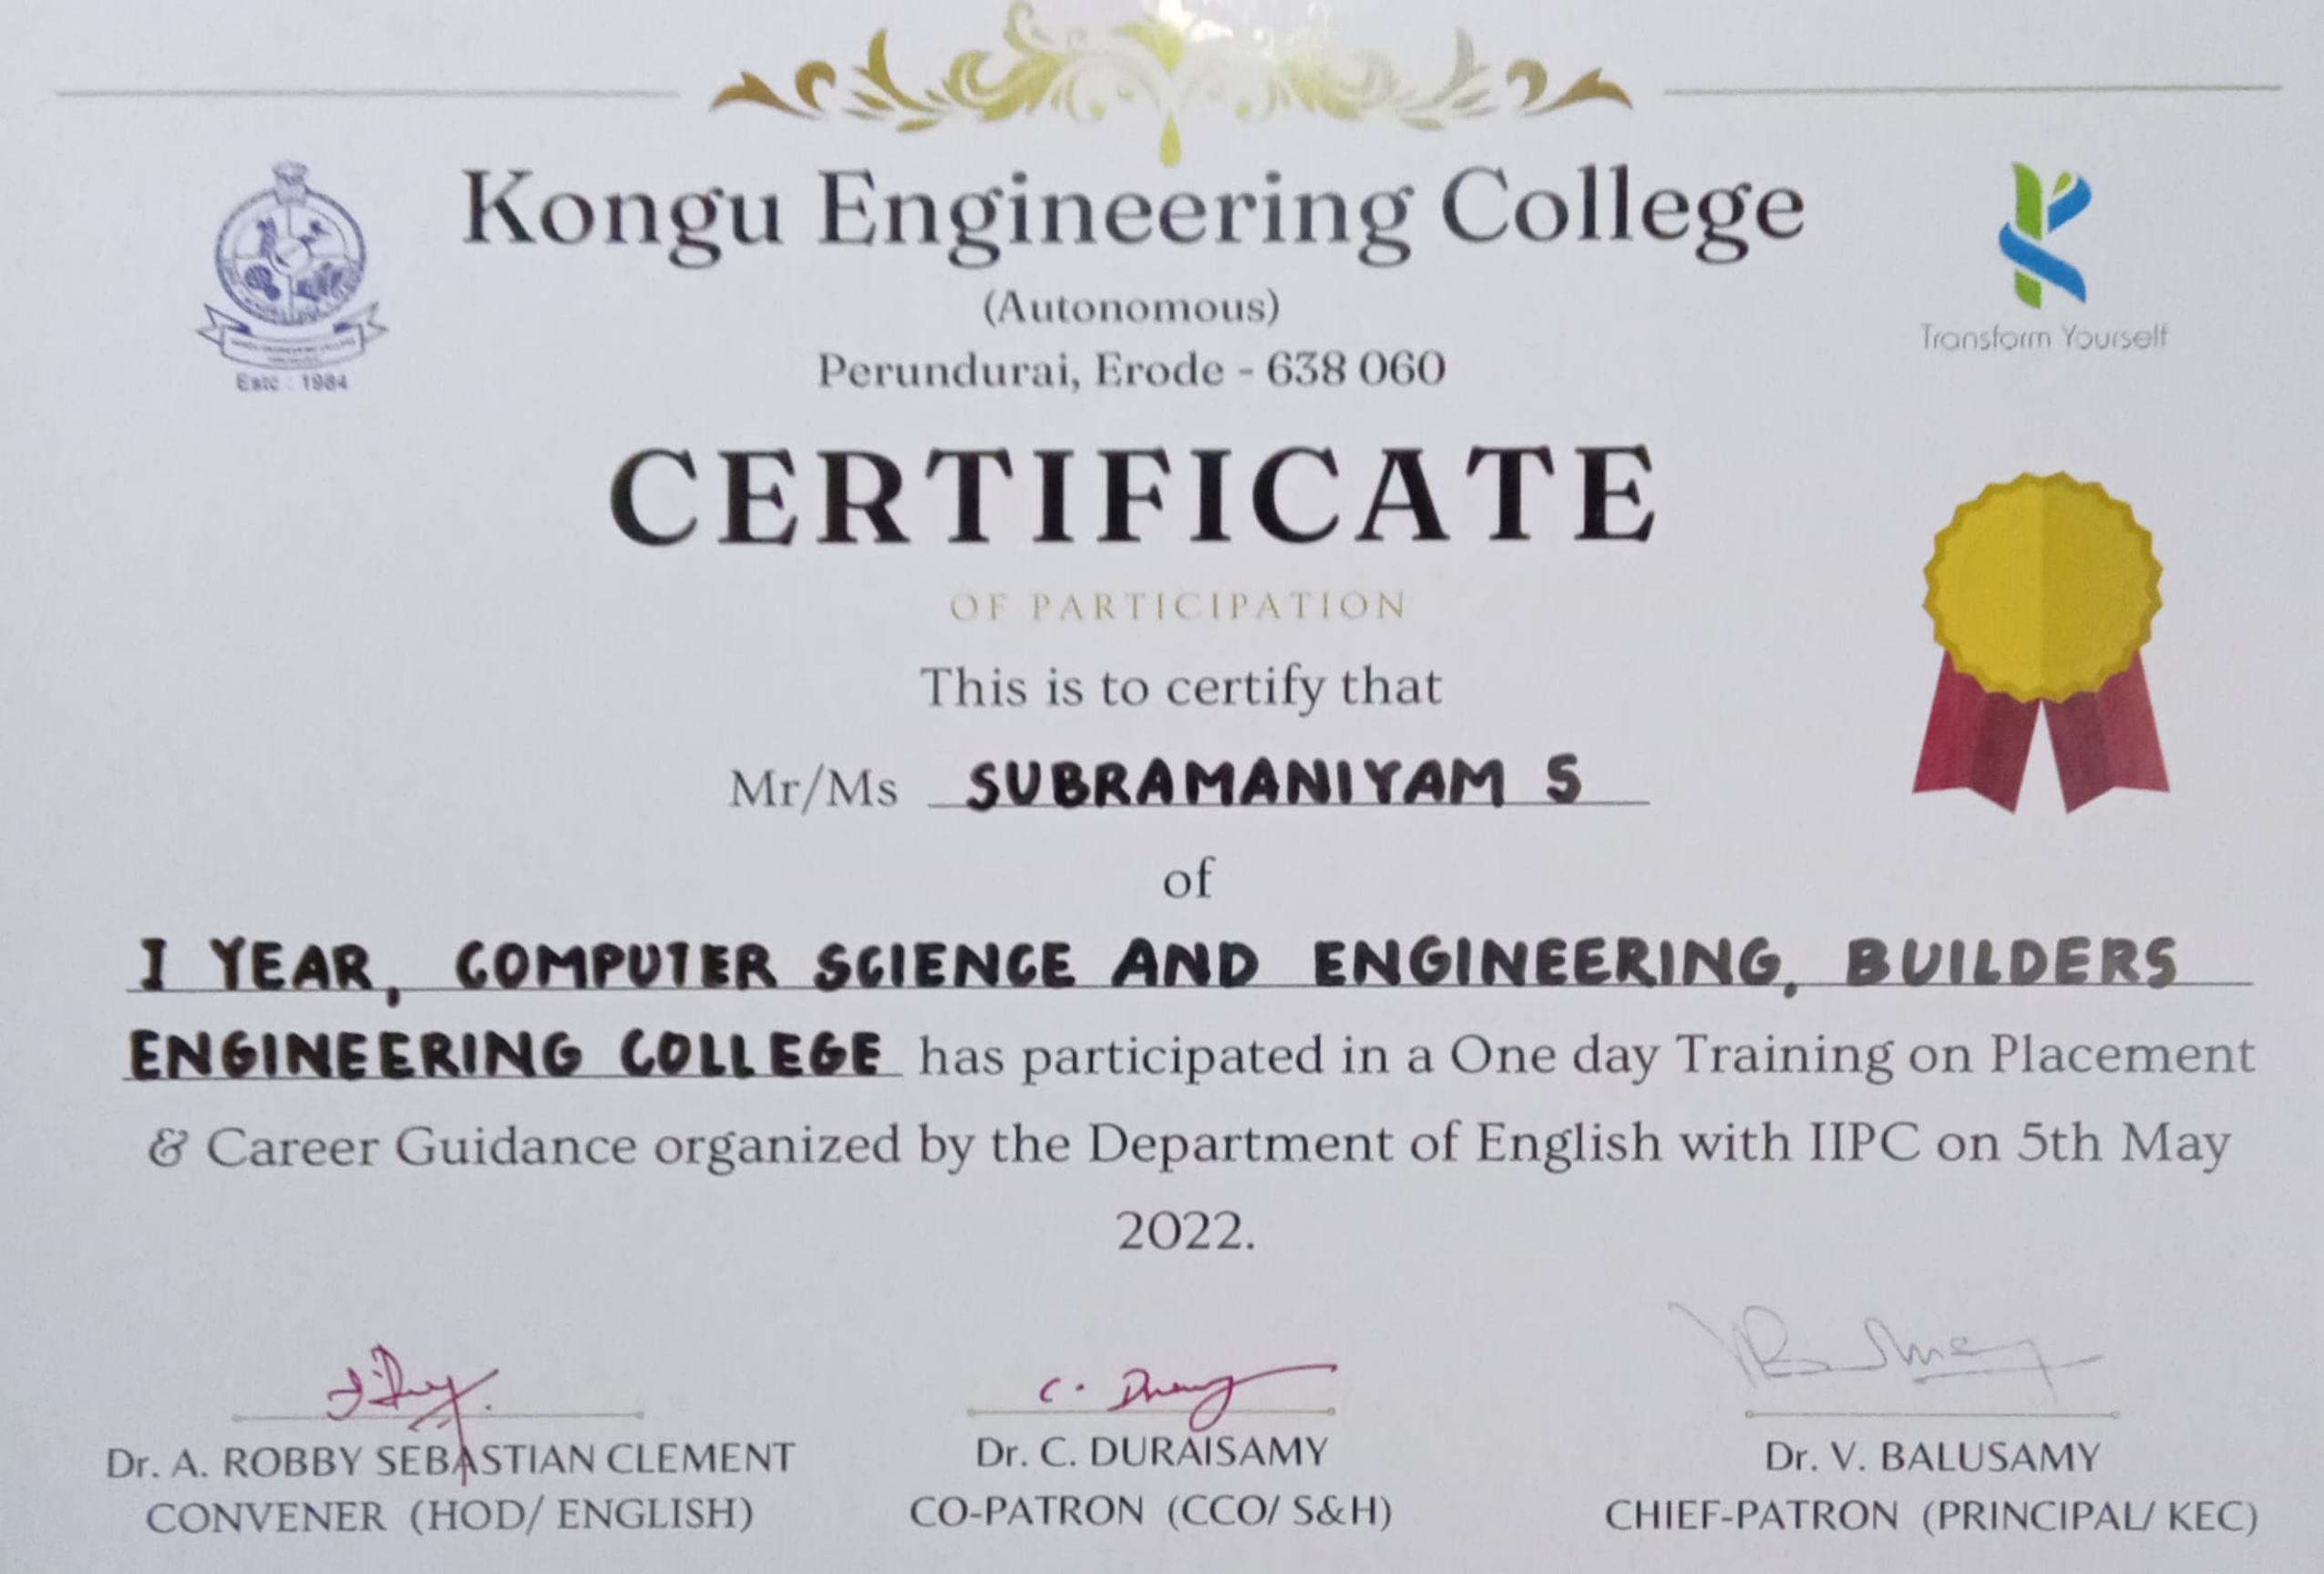 Kongu Engineering College
(Autonomous)
Perundurai, Erode - 638 060
Estd : 1984
Transform Yourself
CERTIFICATE
OF PARTICIPATION
This is to certify that
Mr/Ms SUBRAMANIYAM S
of
I YEAR, COMPUTER SCIENCE AND ENGINEERING, BUILDERS
ENGINEERING COLLEGE has participated in a One day Training on Placement
& Career Guidance organized by the Department of English with IIPC on 5th May
2022.
C.
Dr. A. ROBBY SEBASTIAN CLEMENT
CONVENER (HOD/ ENGLISH)
Dr. C. DURAISAMY
CO-PATRON (CCO/ S&H)
Dr. V. BALUSAMY
CHIEF-PATRON (PRINCIPAL/ KEC)